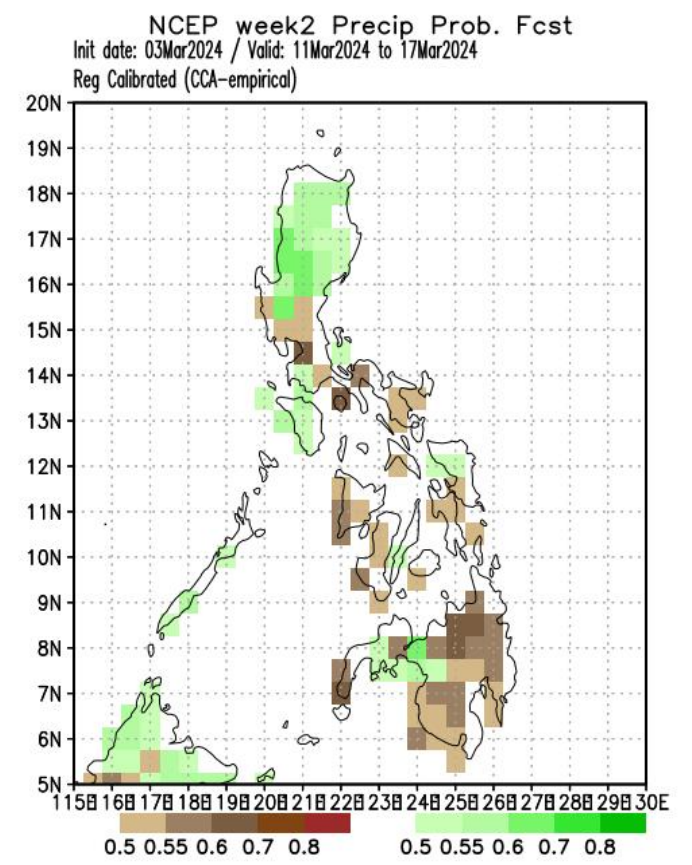 NCEP week2 Precip Prob. Fcst
Init date: 03Mar2024 / Valid: 11Mar2024 to 17Mar2024
Reg Calibrated (CCA-empirical)
20N
19N
18N
17N
16N
15N
14N
13N
12N
11N
10N
9N
8N
7N
6N
5N
115E 116E 117E 118E 119E 120E 121E 122E 123E 124E 125E 126E 127E 128E 129E 130E
0.5 0.55 0.6 0.7 0.8 0.5 0.55 0.6 0.7 0.8